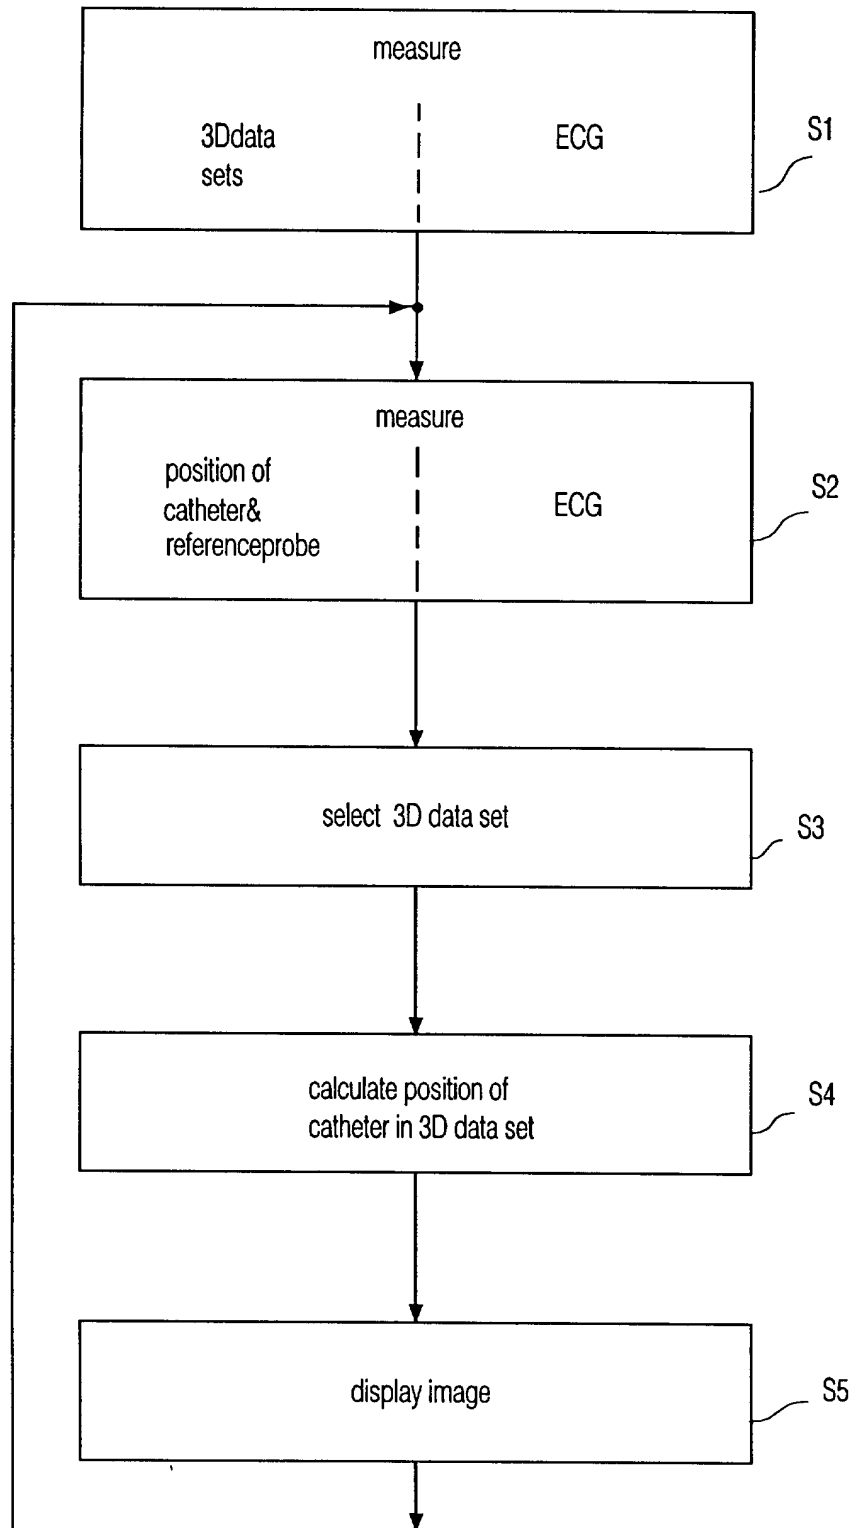 measure
3Ddata
sets
ECG
S1
measure
position of
catheter&
referenceprobe
ECG
S2
select 3D data set
S3
calculate position of
catheter in 3D data set
S4
display image
S5